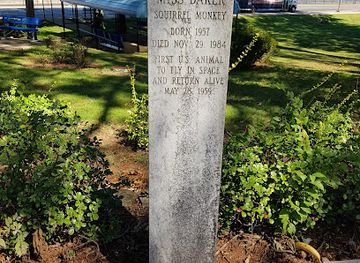 MISS BAKER
SQUIRREL MONKEY
BORN 1957
DIED NOV. 29, 1984
FIRST U.S. ANIMAL
TO FLY IN SPACE
AND RETURN ALIVE
MAY 28, 1959.